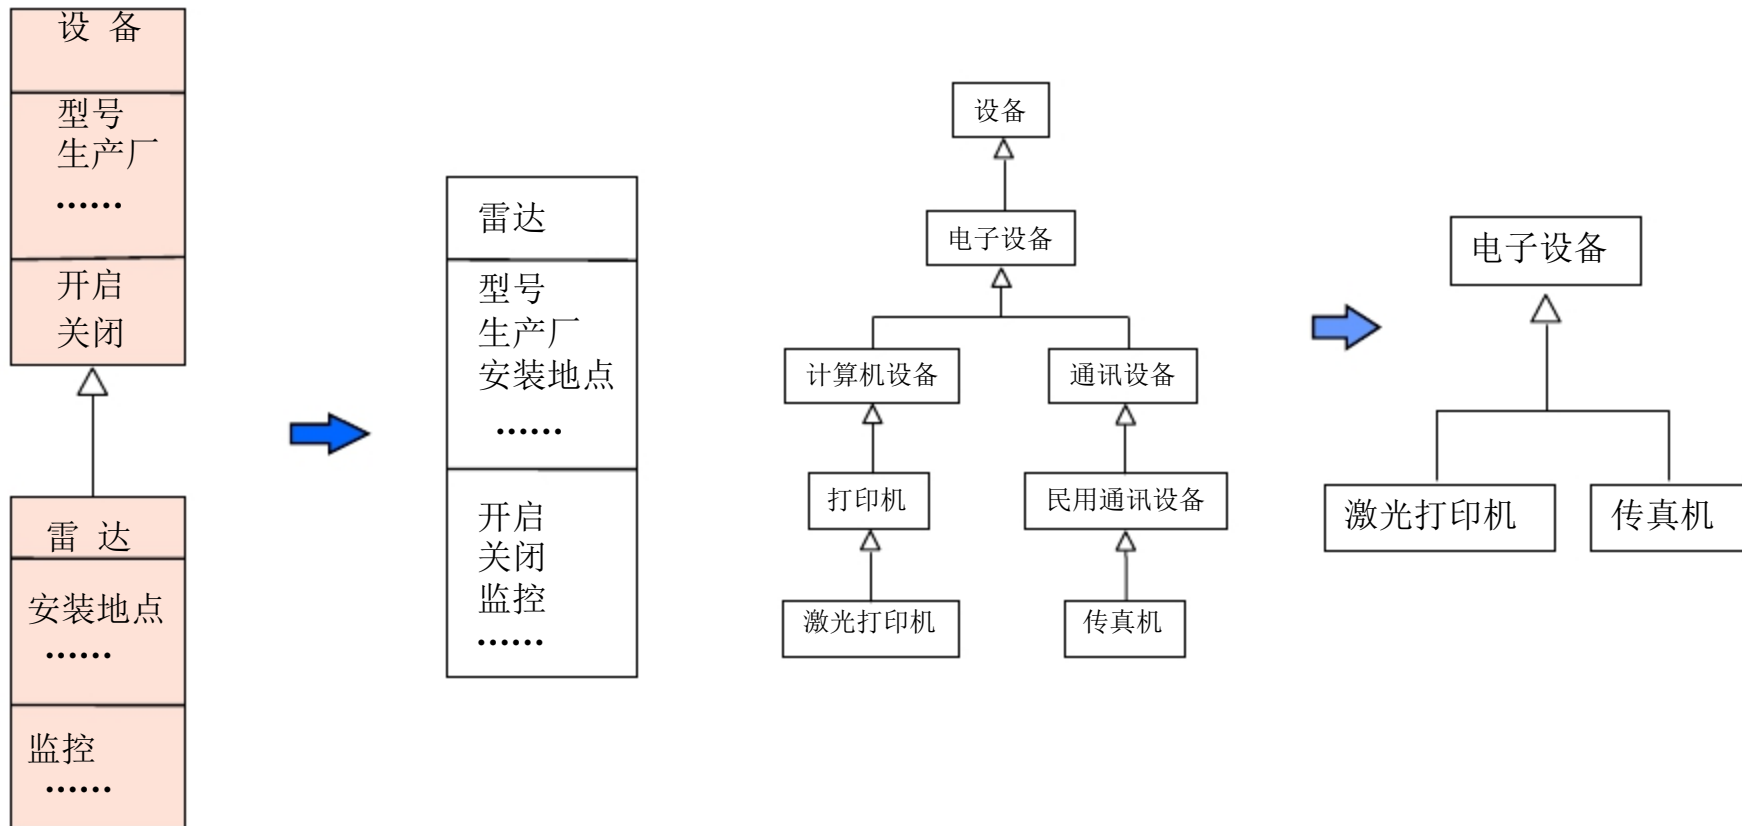 设 备
型号
生产厂
......
开启
关闭
雷 达
安装地点
......
监控
......
雷达
型号
生产厂
安装地点
......
开启
关闭
监控
......
设备
电子设备
计算机设备
通讯设备
打印机
民用通讯设备
激光打印机
传真机
电子设备
激光打印机
传真机